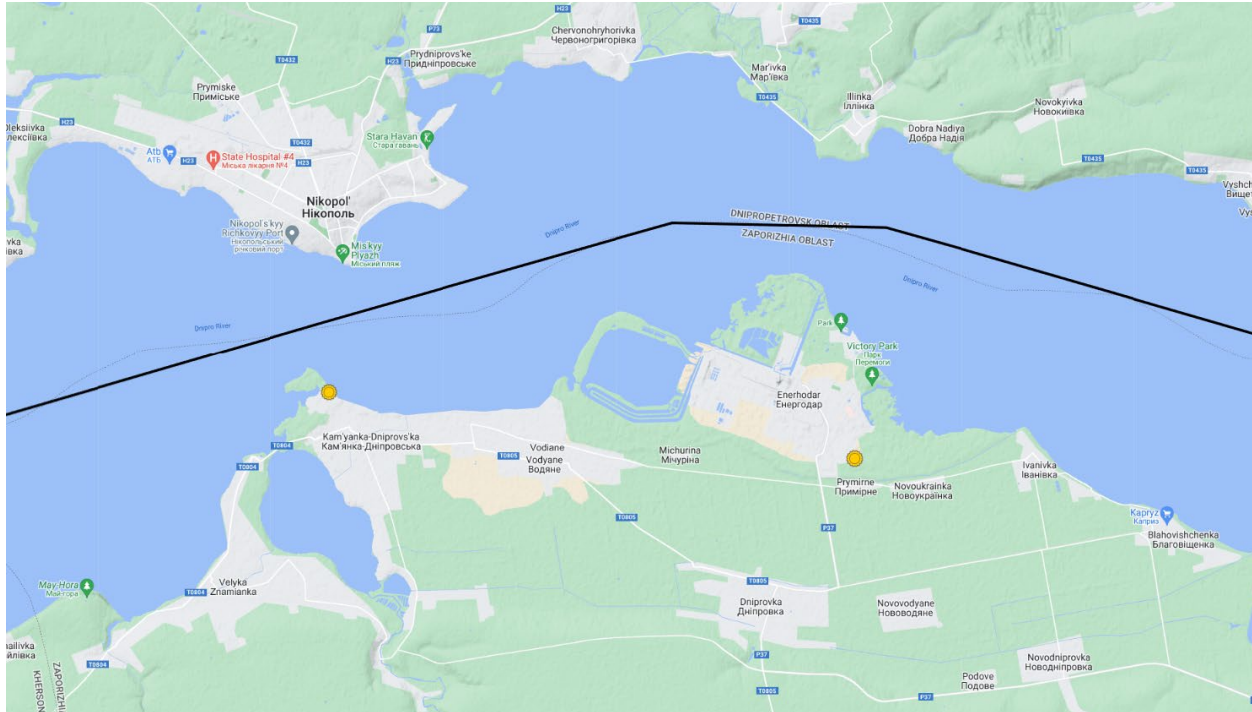 P73
Chervonohryhorivka
Червоногригорівка
T0432
Prydniprovs'ke
Придніпровське
H23
T0435
Mar'ivka
Мар'ївка
T0435
Prymiske
Приміське
Illinka
Іллінка
Novokyivka
Новокиївка
H23
T0432
Dobra Nadiya
Добра Надія
Oleksiivka
Stara Havan
Стара гавань
Atb
АТБ
H23
State Hospital #4
Міська лікарня №4
H23
T0435
T0435
Nikopol'
Нікополь
Nikopol's'kyy
Richkovyy Port
Нікопольський
річковий порт
Mis'kyy
Plyazh
Міський пляж
Dnipro River
DNIPROPETROVSK OBLAST
ZAPORIZHIA OBLAST
Dnipro River
Dnipro River
Park
Victory Park
Парк
Перемоги
Enerhodar
Енергодар
Kam'yanka-Dniprovs'ka
Кам'янка-Дніпровська
T0804
T0804
T0805
Vodiane
Vodyane
Водяне
Michurina
Мічуріна
Prymirne
Примірне
Novoukrainka
Новоукраїнка
Ivanivka
Іванівка
Kapryz
Каприз
Blahovishchenka
Благовіщенка
T0805
P37
May-Hora
Май-гора
Velyka
Znamianka
T0804
T0805
Dniprovka
Дніпровка
Novovodyane
Нововодяне
T0804
ZAPORIZHIA
KHERSON
P37
Novodniprovka
Новодніпровка
Podove
Подове
T0805
P37